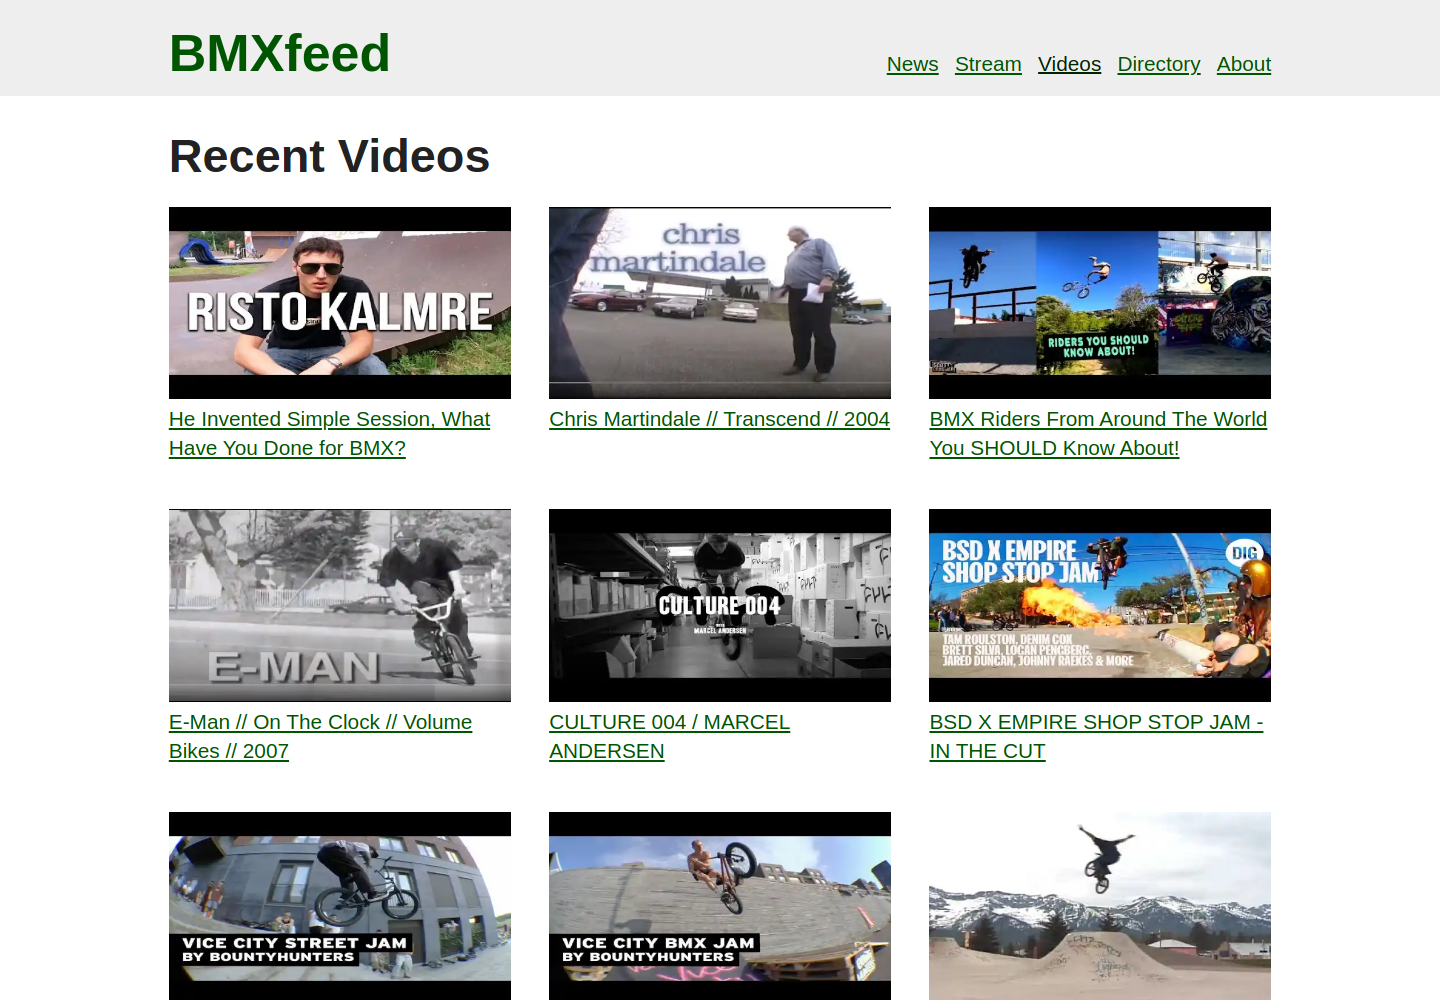 BMXfeed
News Stream Videos Directory About
Recent Videos
RISTO KALMRE
He Invented Simple Session, What
Have You Done for BMX?
chris
martindale
Chris Martindale // Transcend // 2004
RIDERS YOU SHOULD
KNOW ABOUT!
BMX Riders From Around The World
You SHOULD Know About!
E-MAN
E-Man // On The Clock // Volume
Bikes // 2007
CULTURE 004
WITH
MARCEL ANDERSEN
CULTURE 004 / MARCEL
ANDERSEN
BSD X EMPIRE
SHOP STOP JAM
DIG
TAM ROULSTON, DENIM COX
BRETT SILVA, LOGAN PENGBERG,
JARED DUNCAN, JOHNNY RAEKES & MORE
BSD X EMPIRE SHOP STOP JAM -
IN THE CUT
VICE CITY STREET JAM
BY BOUNTYHUNTERS
VICE CITY BMX JAM
BY BOUNTYHUNTERS